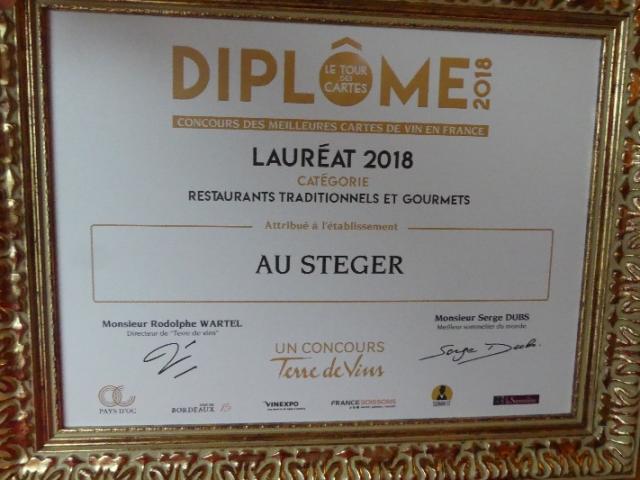 DIPLÔME 2018
LE TOUR
DES
CARTES
CONCOURS DES MEILLEURES CARTES DE VIN EN FRANCE
LAURÉAT 2018
CATÉGORIE
RESTAURANTS TRADITIONNELS ET GOURMETS
Attribué à l'établissement
AU STEGER
Monsieur Rodolphe WARTEL
Directeur de "Terre de vins"
Monsieur Serge DUBS
Meilleur sommelier du monde
Serge Dubs
UN CONCOURS
Terre de Vins
PAYS D'OC
BORDEAUX
VINEXPO
FRANCE BOISSONS